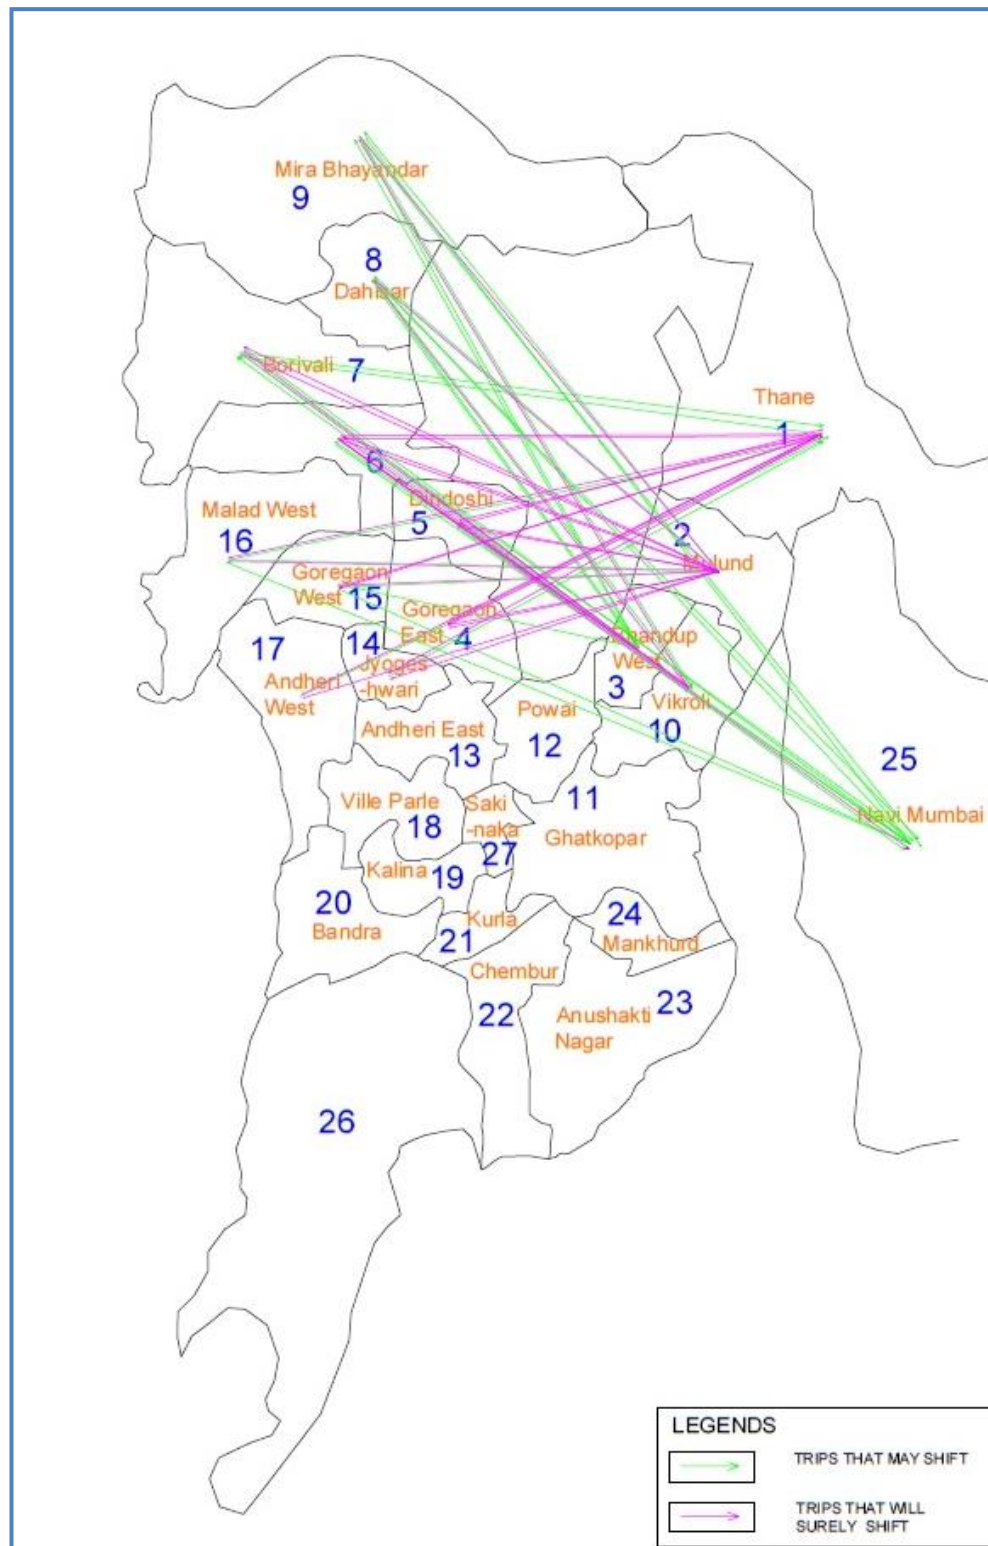 Mira Bhayandar
9
8
Dahisar
Borivali
7
Thane
1
6
Dindoshi
5
Malad West
16
2
Mulund
Goregaon
West
15
Goregaon
East
4
17
14
Jyoges
-hwari
Andheri
West
Bhandup
West
3
Vikroli
10
Powai
12
Andheri East
13
25
Navi Mumbai
11
Ghatkopar
Ville Parle
18
Saki
-naka
27
Kalina
19
20
Bandra
Kurla
21
24
Mankhurd
Chembur
22
23
Anushakti
Nagar
26
LEGENDS
TRIPS THAT MAY SHIFT
TRIPS THAT WILL
SURELY SHIFT